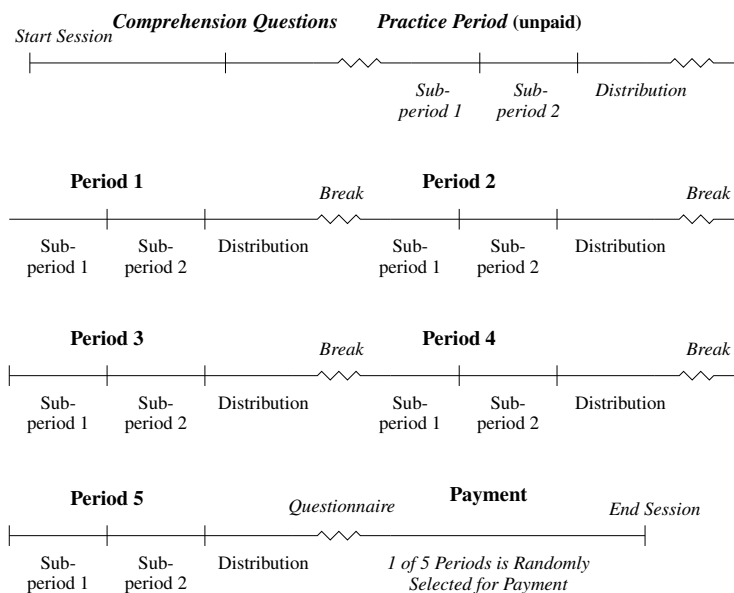 Comprehension Questions Practice Period (unpaid)
Start Session
Sub-
period 1
Sub-
period 2
Distribution
Period 1
Break
Period 2
Break
Sub-
period 1
Sub-
period 2
Distribution
Sub-
period 1
Sub-
period 2
Distribution
Period 3
Break
Period 4
Break
Sub-
period 1
Sub-
period 2
Distribution
Sub-
period 1
Sub-
period 2
Distribution
Period 5
Questionnaire
Payment
End Session
Sub-
period 1
Sub-
period 2
Distribution
1 of 5 Periods is Randomly
Selected for Payment